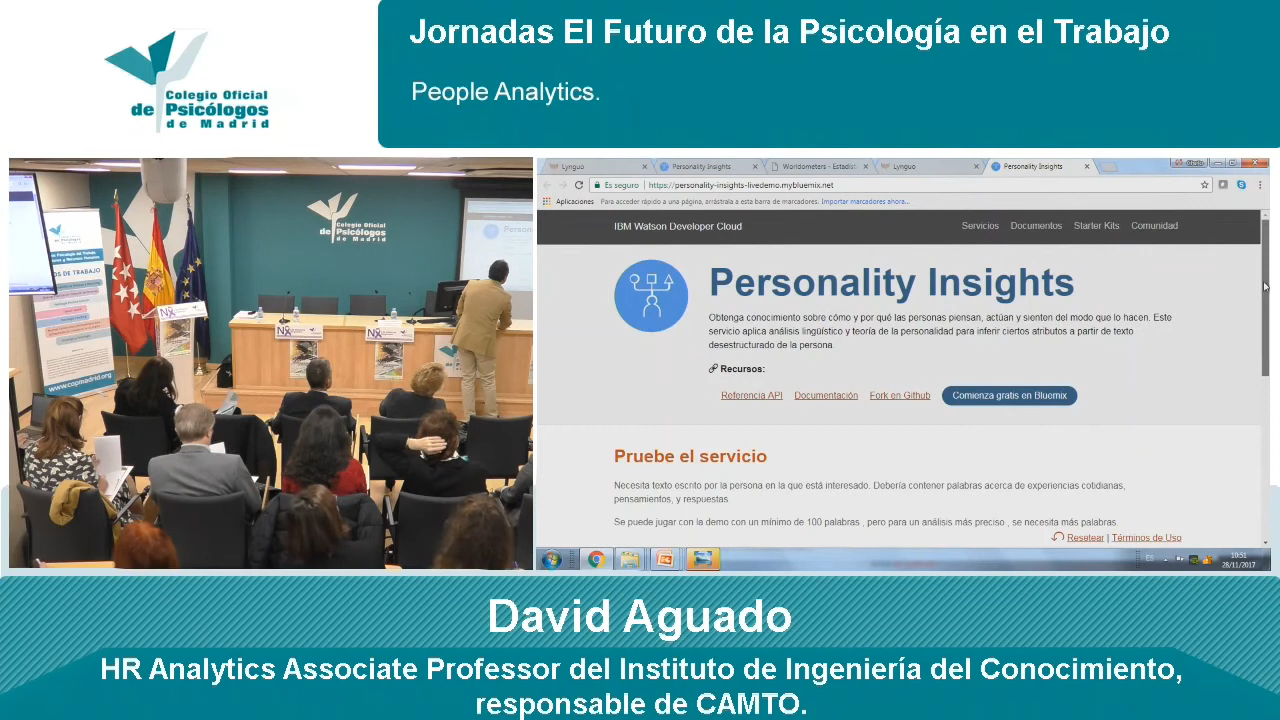 Jornadas El Futuro de la Psicología en el Trabajo
People Analytics.
Colegio Oficial
de Psicólogos
de Madrid
Colegio Oficial
de Psicólogos
de Madrid
OS DE TRABAJO
www.copmadrid.org
Lynguo
Personality Insights
Worldometers - Estadís
Lynguo
Personality Insights
Es seguro
https://personality-insights-livedemo.mybluemix.net
Aplicaciones
Para acceder rápido a una página, arrástrala a esta barra de marcadores.
Importar marcadores ahora...
IBM Watson Developer Cloud
Servicios Documentos Starter Kits Comunidad
Personality Insights
Obtenga conocimiento sobre cómo y por qué las personas piensan, actúan y sienten del modo que lo hacen. Este
servicio aplica análisis lingüístico y teoría de la personalidad para inferir ciertos atributos a partir de texto
desestructurado de la persona.
Recursos:
Referencia API Documentación Fork en Github Comienza gratis en Bluemix
Pruebe el servicio
Necesita texto escrito por la persona en la que está interesado. Debería contener palabras acerca de experiencias cotidianas,
pensamientos, y respuestas
Se puede jugar con la demo con un mínimo de 100 palabras , pero para un análisis más preciso , se necesita más palabras
Resetear | Términos de Uso
ES
10:51
28/11/2017
David Aguado
HR Analytics Associate Professor del Instituto de Ingeniería del Conocimiento,
responsable de CAMTO.